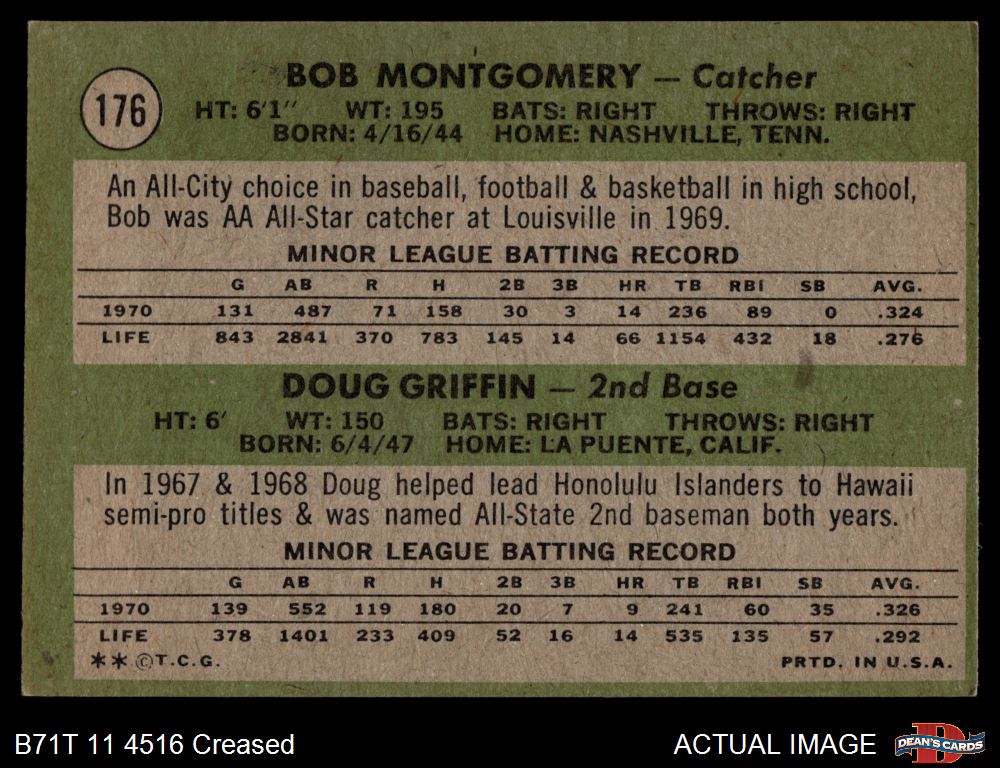 176
BOB MONTGOMERY — Catcher
HT: 6'1" WT: 195 BATS: RIGHT THROWS: RIGHT
BORN: 4/16/44 HOME: NASHVILLE, TENN.
An All-City choice in baseball, football & basketball in high school,
Bob was AA All-Star catcher at Louisville in 1969.
MINOR LEAGUE BATTING RECORD
G AB R H 2B 3B HR TB RBI SB AVG.
1970 131 487 71 158 30 3 14 236 89 0 .324
LIFE 843 2841 370 783 145 14 66 1154 432 18 .276
DOUG GRIFFIN — 2nd Base
HT: 6' WT: 150 BATS: RIGHT THROWS: RIGHT
BORN: 6/4/47 HOME: LA PUENTE, CALIF.
In 1967 & 1968 Doug helped lead Honolulu Islanders to Hawaii
semi-pro titles & was named All-State 2nd baseman both years.
MINOR LEAGUE BATTING RECORD
G AB R H 2B 3B HR TB RBI SB AVG.
1970 139 552 119 180 20 7 9 241 60 35 .326
LIFE 378 1401 233 409 52 16 14 535 135 57 .292
**©T.C.G. PRTD. IN U.S.A.
B71T 11 4516 Creased ACTUAL IMAGE DEAN'S CARDS